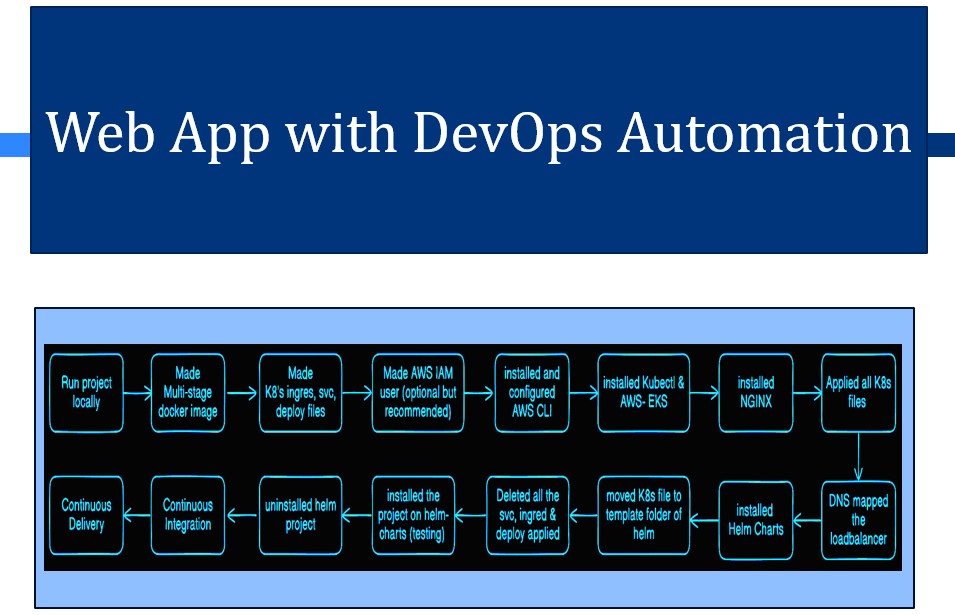 Web App with DevOps Automation
Run project
locally
Made
Multi-stage
docker image
Made
K8's ingres, svc,
deploy files
Made AWS IAM
user (optional but
recommended)
installed and
configured
AWS CLI
installed Kubectl &
AWS- EKS
installed
NGINX
Applied all K8s
files
DNS mapped
the
loadbalancer
installed
Helm Charts
moved K8s file to
template folder of
helm
Deleted all the
svc, ingred &
deploy applied
installed the
project on helm-
charts (testing)
uninstalled helm
project
Continuous
Integration
Continuous
Delivery